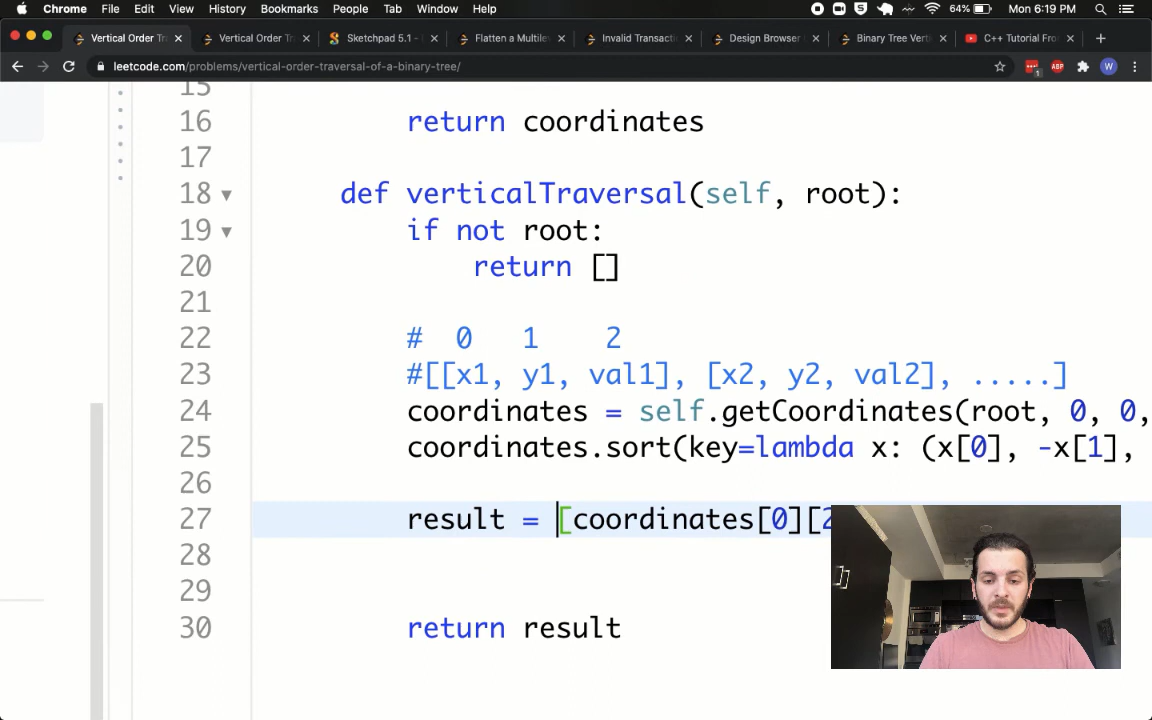 Chrome File Edit View History Bookmarks People Tab Window Help 64% Mon 6:19 PM
Vertical Order Tr Vertical Order Tr Sketchpad 5.1 - Flatten a Multile Invalid Transacti Design Browser Binary Tree Verti C++ Tutorial Fro
leetcode.com/problems/vertical-order-traversal-of-a-binary-tree/ 1 ABP W
15
16 return coordinates
17
18 def verticalTraversal(self, root):
19 if not root:
20 return []
21
22 # 0 1 2
23 #[[x1, y1, val1], [x2, y2, val2], .....]
24 coordinates = self.getCoordinates(root, 0, 0,
25 coordinates.sort(key=lambda x: (x[0], -x[1],
26
27 result = [coordinates[0][2
28
29
30 return result